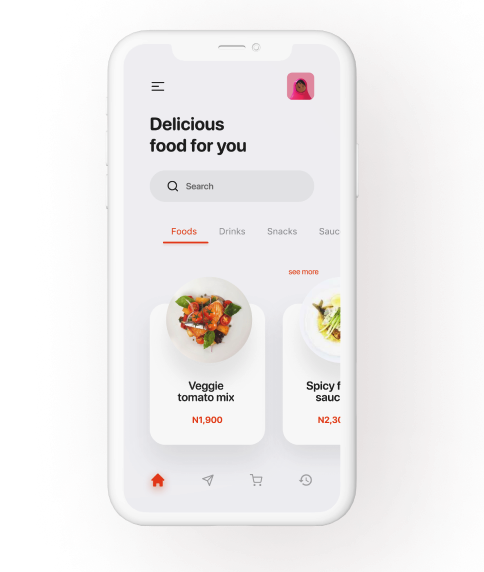 Delicious
food for you
Search
Foods Drinks Snacks Sauc
see more
Veggie
tomato mix
N1,900
Spicy f
sauc
N2,30